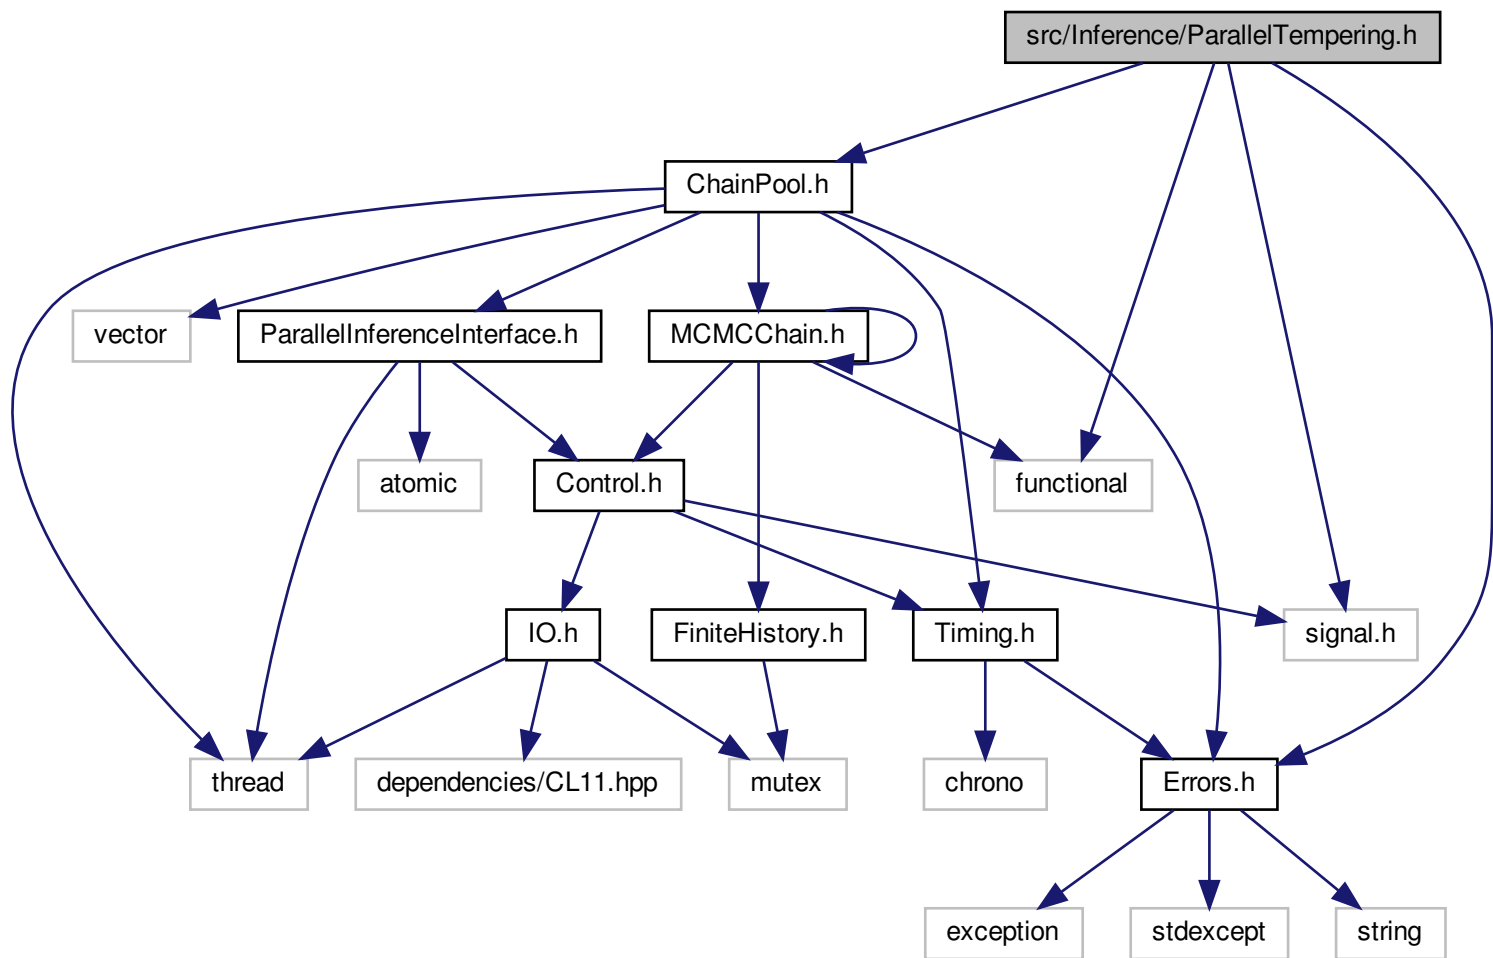 src/Inference/ParallelTempering.h
ChainPool.h
vector
ParallelInferenceInterface.h
MCMCChain.h
atomic
Control.h
functional
IO.h
FiniteHistory.h
Timing.h
signal.h
thread
dependencies/CL11.hpp
mutex
chrono
Errors.h
exception
stdexcept
string